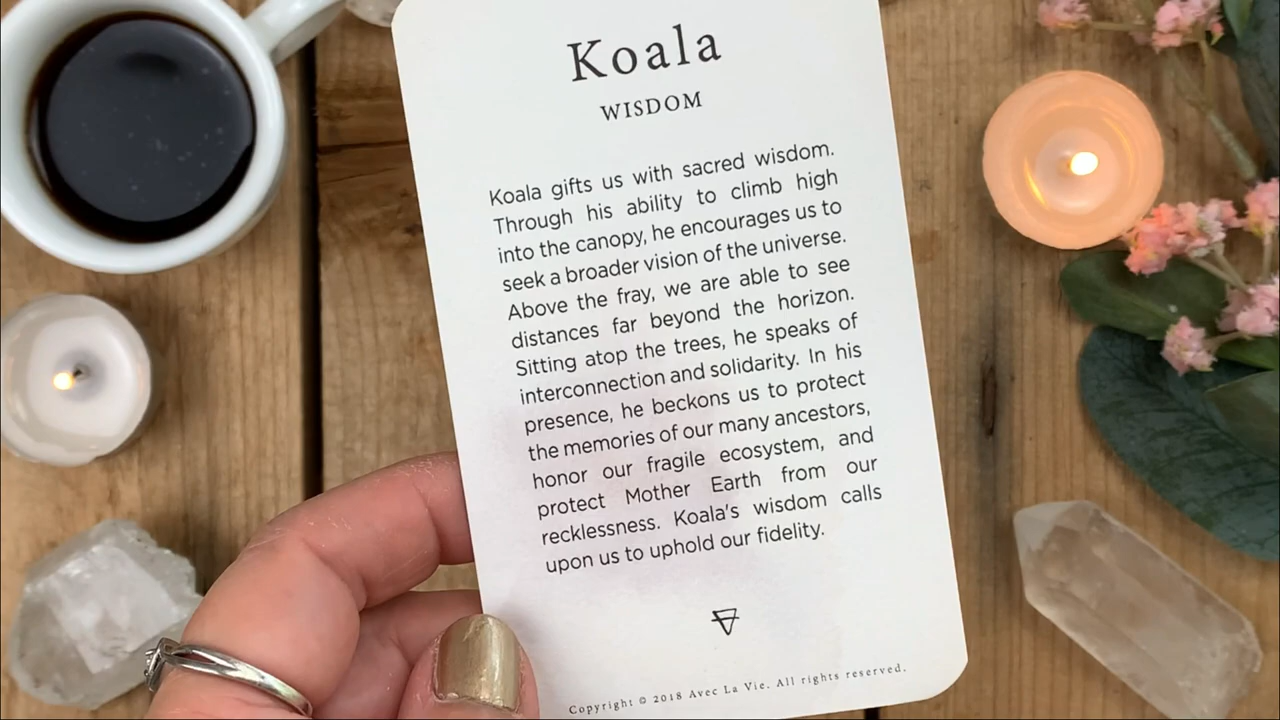 Koala
WISDOM
Koala gifts us with sacred wisdom.
Through his ability to climb high
into the canopy, he encourages us to
seek a broader vision of the universe.
Above the fray, we are able to see
distances far beyond the horizon.
Sitting atop the trees, he speaks of
interconnection and solidarity. In his
presence, he beckons us to protect
the memories of our many ancestors,
honor our fragile ecosystem, and
protect Mother Earth from our
recklessness. Koala's wisdom calls
upon us to uphold our fidelity.
Copyright © 2018 Avec La Vie. All rights reserved.